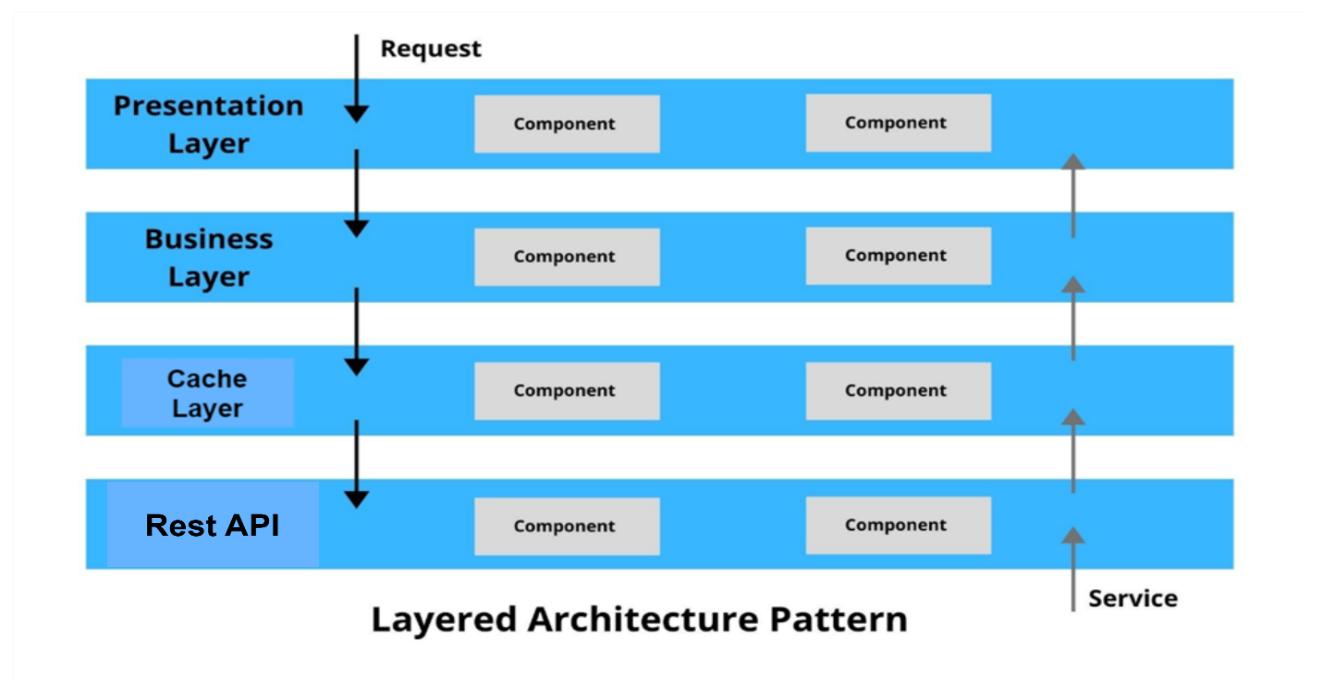 Request
Presentation
Layer
Component
Component
Business
Layer
Component
Component
Cache
Layer
Component
Component
Rest API
Component
Component
Service
Layered Architecture Pattern